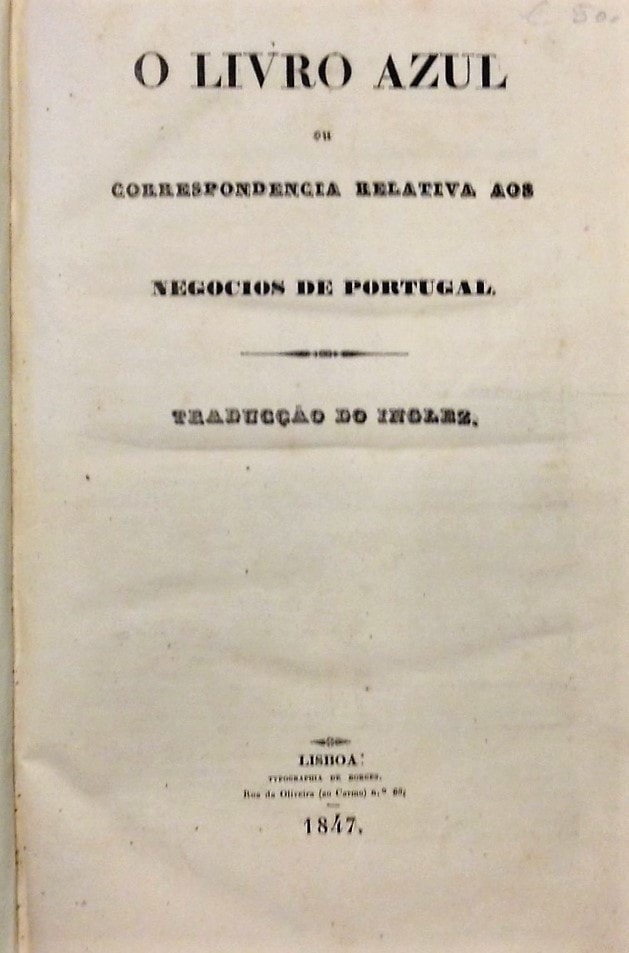 € 50.
O LIVRO AZUL
OU
CORRESPONDENCIA RELATIVA AOS
NEGOCIOS DE PORTUGAL.
TRADUCÇÃO DO INGLEZ.
LISBOA:
TYPOGRAPHIA DE BORGES,
Rua da Oliveira (ao Carmo) n.º
1847.